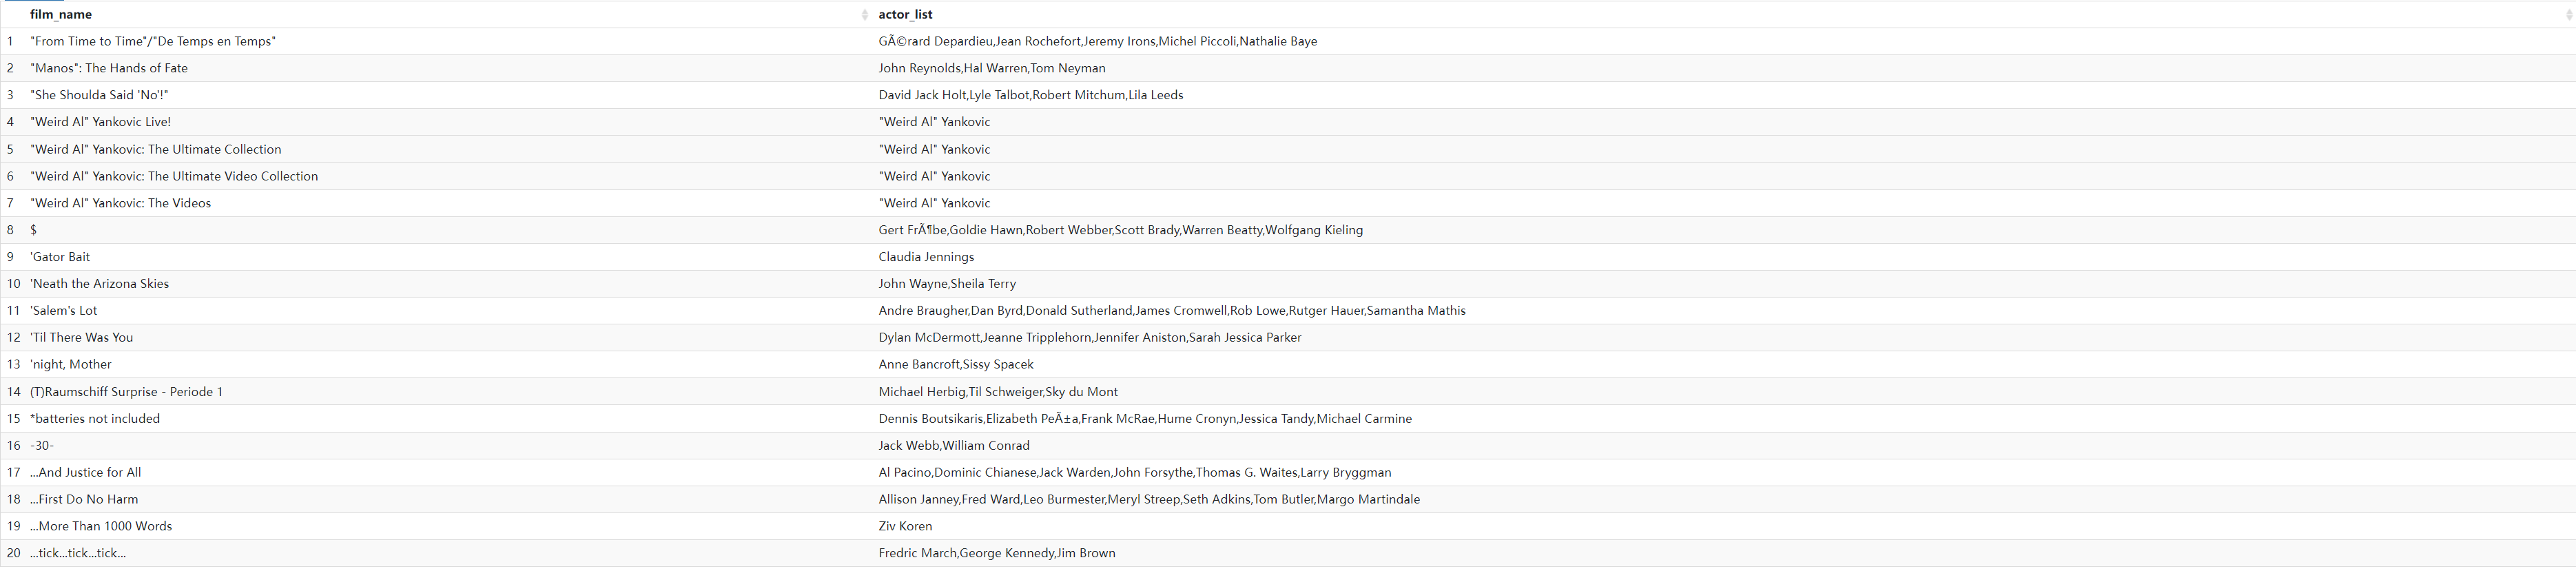 film_name actor_list
1 "From Time to Time"/"De Temps en Temps" GÃ©rard Depardieu,Jean Rochefort,Jeremy Irons,Michel Piccoli,Nathalie Baye
2 "Manos": The Hands of Fate John Reynolds,Hal Warren,Tom Neyman
3 "She Shoulda Said 'No'!" David Jack Holt,Lyle Talbot,Robert Mitchum,Lila Leeds
4 "Weird Al" Yankovic Live! "Weird Al" Yankovic
5 "Weird Al" Yankovic: The Ultimate Collection "Weird Al" Yankovic
6 "Weird Al" Yankovic: The Ultimate Video Collection "Weird Al" Yankovic
7 "Weird Al" Yankovic: The Videos "Weird Al" Yankovic
8 $ Gert FrÃ¶be,Goldie Hawn,Robert Webber,Scott Brady,Warren Beatty,Wolfgang Kieling
9 'Gator Bait Claudia Jennings
10 'Neath the Arizona Skies John Wayne,Sheila Terry
11 'Salem's Lot Andre Braugher,Dan Byrd,Donald Sutherland,James Cromwell,Rob Lowe,Rutger Hauer,Samantha Mathis
12 'Til There Was You Dylan McDermott,Jeanne Tripplehorn,Jennifer Aniston,Sarah Jessica Parker
13 'night, Mother Anne Bancroft,Sissy Spacek
14 (T)Raumschiff Surprise - Periode 1 Michael Herbig,Til Schweiger,Sky du Mont
15 *batteries not included Dennis Boutsikaris,Elizabeth PeÃ±a,Frank McRae,Hume Cronyn,Jessica Tandy,Michael Carmine
16 -30- Jack Webb,William Conrad
17 ...And Justice for All Al Pacino,Dominic Chianese,Jack Warden,John Forsythe,Thomas G. Waites,Larry Bryggman
18 ...First Do No Harm Allison Janney,Fred Ward,Leo Burmester,Meryl Streep,Seth Adkins,Tom Butler,Margo Martindale
19 ...More Than 1000 Words Ziv Koren
20 ...tick...tick...tick... Fredric March,George Kennedy,Jim Brown